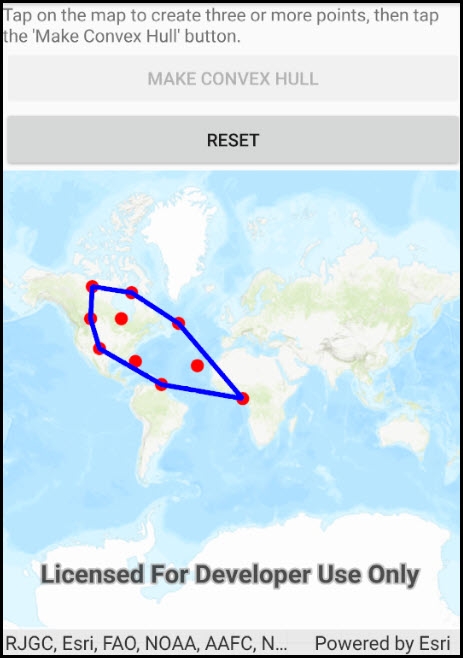 Tap on the map to create three or more points, then tap
the 'Make Convex Hull' button.
MAKE CONVEX HULL
RESET
Licensed For Developer Use Only
RJGC, Esri, FAO, NOAA, AAFC, N... Powered by Esri